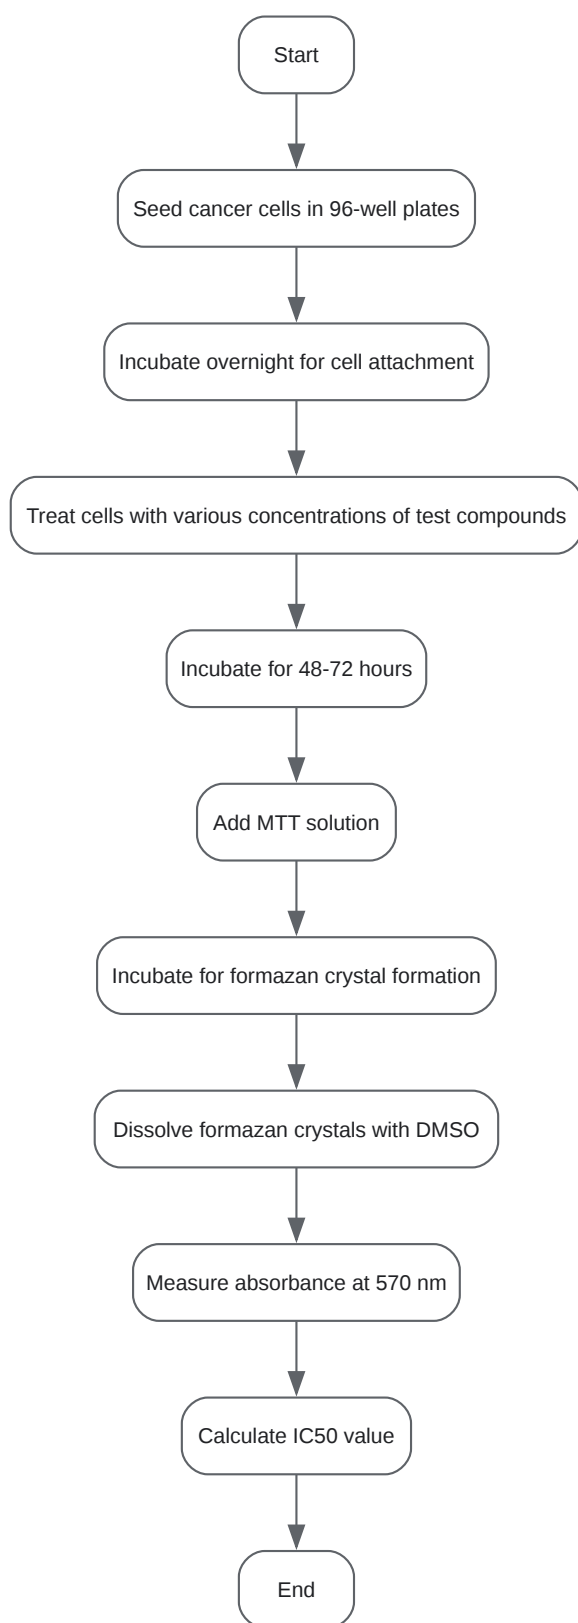 Start
Seed cancer cells in 96-well plates
Incubate overnight for cell attachment
Treat cells with various concentrations of test compounds
Incubate for 48-72 hours
Add MTT solution
Incubate for formazan crystal formation
Dissolve formazan crystals with DMSO
Measure absorbance at 570 nm
Calculate IC50 value
End